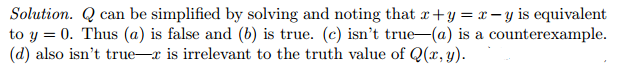 Solution. Q can be simplified by solving and noting that x+y = x−y is equivalent
to y = 0. Thus (a) is false and (b) is true. (c) isn't true—(a) is a counterexample.
(d) also isn't true—x is irrelevant to the truth value of Q(x, y).